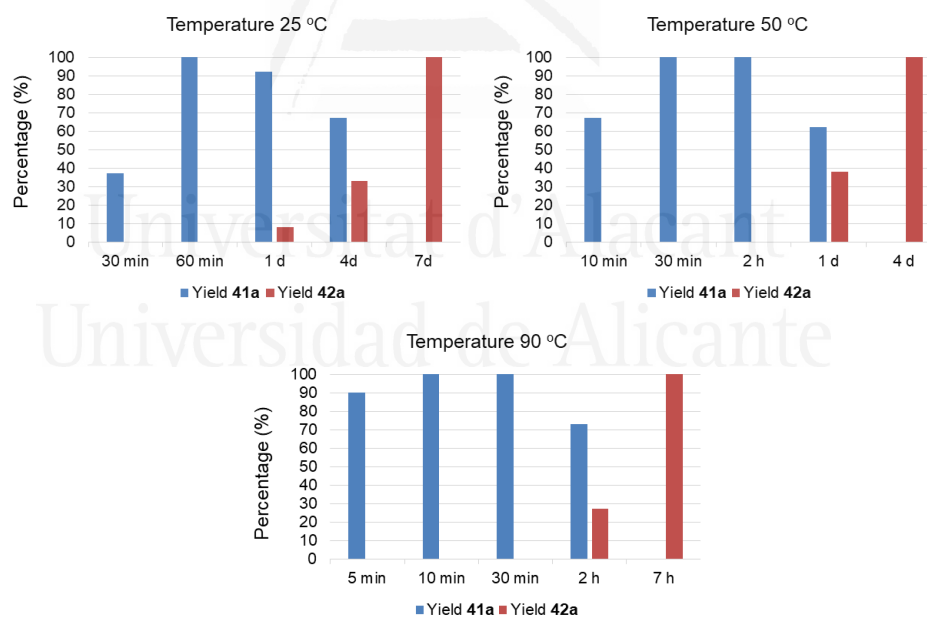 Temperature 25 °C
Percentage (%)
100
90
80
70
60
50
40
30
20
10
0
30 min 60 min 1 d 4d 7d
Yield 41a Yield 42a
Temperature 50 °C
Percentage (%)
100
90
80
70
60
50
40
30
20
10
0
10 min 30 min 2 h 1 d 4 d
Yield 41a Yield 42a
Universitat d'Alacant
Universidad de Alicante
Temperature 90 °C
Percentage (%)
100
90
80
70
60
50
40
30
20
10
0
5 min 10 min 30 min 2 h 7 h
Yield 41a Yield 42a